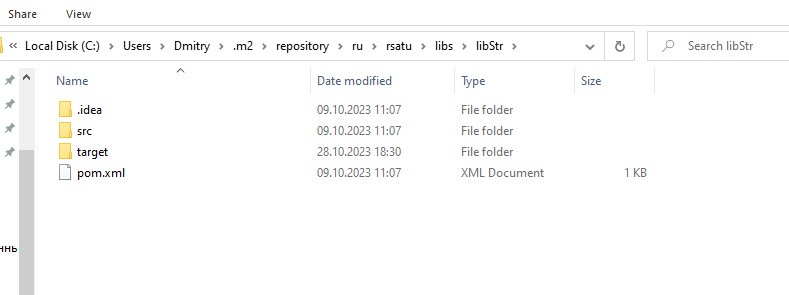 Share View
Local Disk (C:) › Users › Dmitry › .m2 › repository › ru › rsatu › libs › libStr › Search libStr
Name Date modified Type Size
.idea 09.10.2023 11:07 File folder
src 09.10.2023 11:07 File folder
target 28.10.2023 18:30 File folder
pom.xml 09.10.2023 11:07 XML Document 1 KB